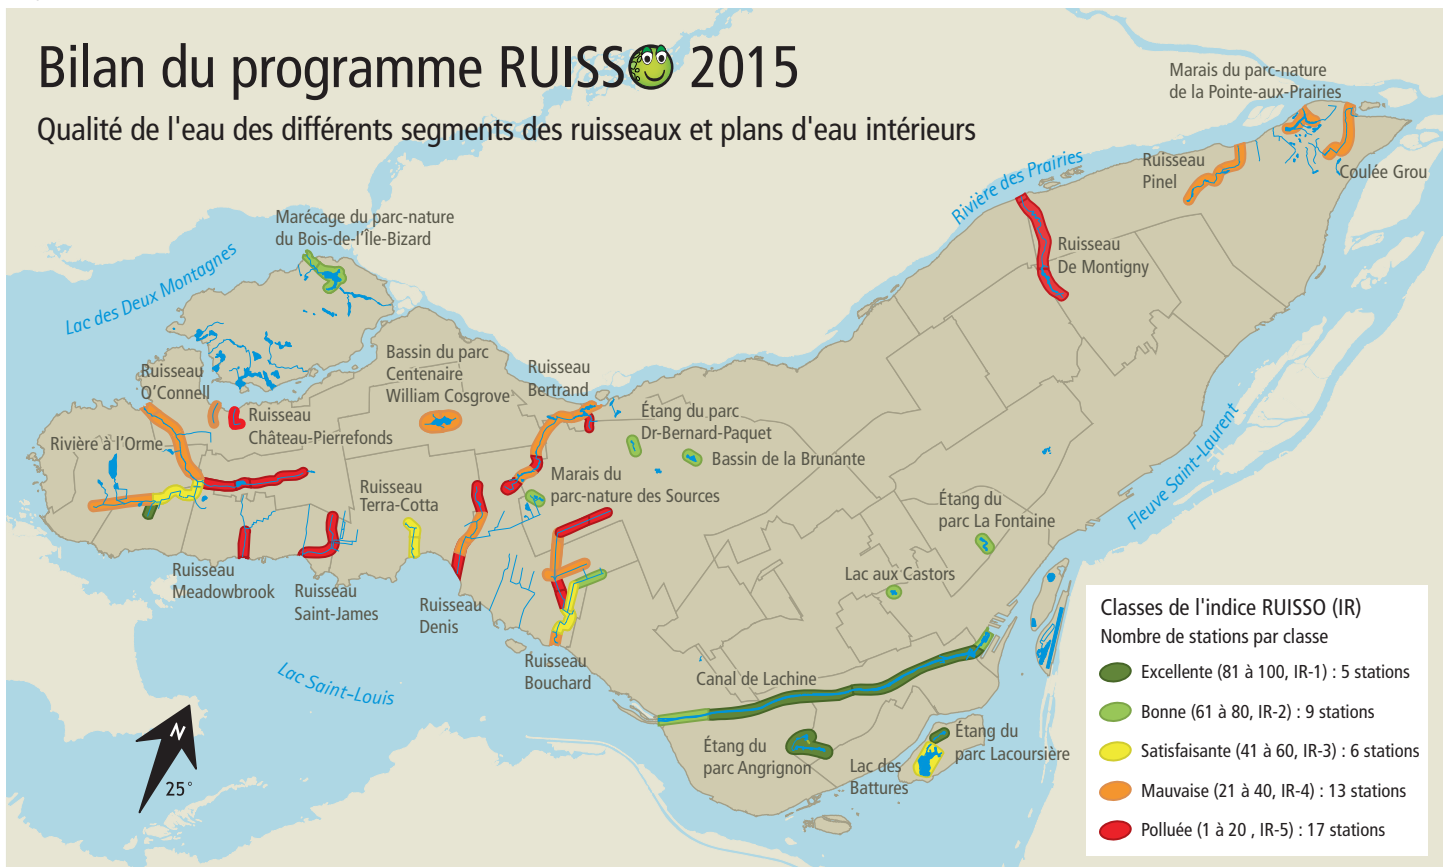 Bilan du programme RUISSO 2015
Qualité de l'eau des différents segments des ruisseaux et plans d'eau intérieurs
Marais du parc-nature
de la Pointe-aux-Prairies
Rivière des Prairies
Ruisseau
Pinel
Coulée Grou
Marécage du parc-nature
du Bois-de-l'Île-Bizard
Ruisseau
De Montigny
Lac des Deux Montagnes
Ruisseau
O'Connell
Bassin du parc
Centenaire
William Cosgrove
Ruisseau
Bertrand
Ruisseau
Château-Pierrefonds
Étang du parc
Dr-Bernard-Paquet
Rivière à l'Orme
Bassin de la Brunante
Marais du
parc-nature des Sources
Ruisseau
Terra-Cotta
Étang du
parc La Fontaine
Fleuve Saint-Laurent
Ruisseau
Meadowbrook
Ruisseau
Saint-James
Ruisseau
Denis
Lac aux Castors
Ruisseau
Bouchard
Lac Saint-Louis
Canal de Lachine
Étang du
parc Angrignon
Lac des
Battures
Étang du
parc Lacoursière
N
25°
Classes de l'indice RUISSO (IR)
Nombre de stations par classe
Excellente (81 à 100, IR-1) : 5 stations
Bonne (61 à 80, IR-2) : 9 stations
Satisfaisante (41 à 60, IR-3) : 6 stations
Mauvaise (21 à 40, IR-4) : 13 stations
Polluée (1 à 20 , IR-5) : 17 stations